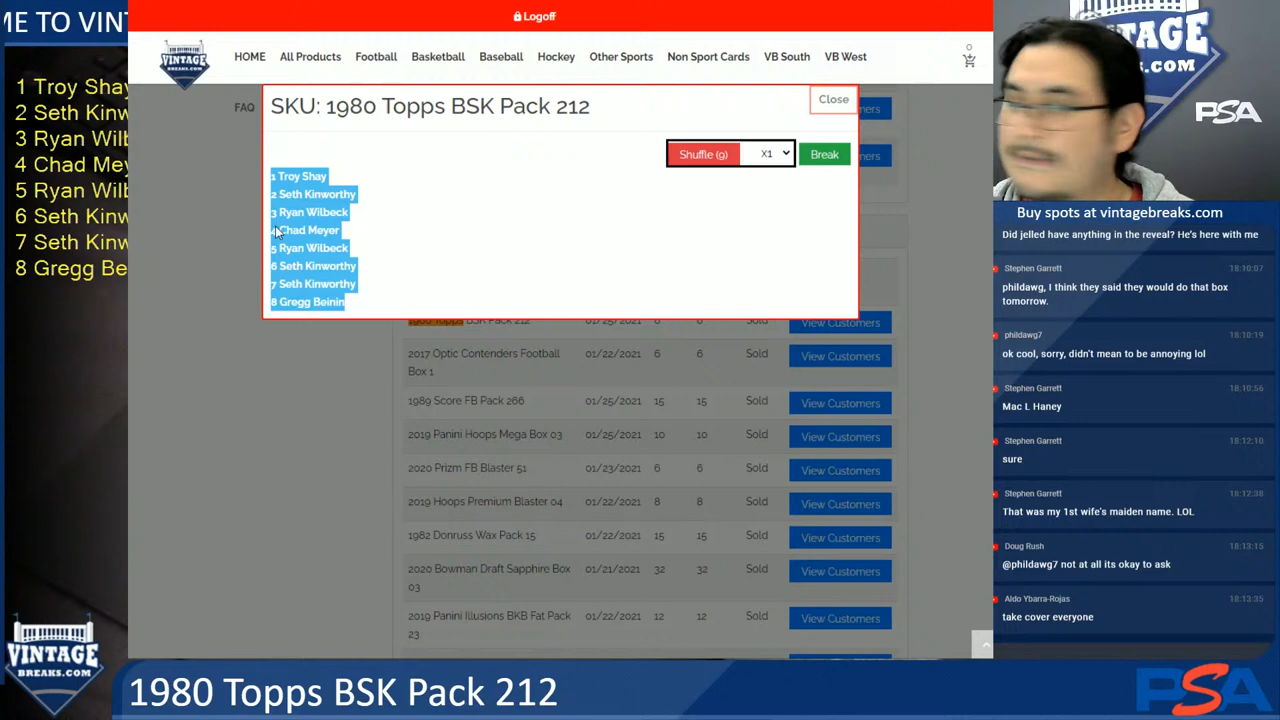 ME TO VINT
1 Troy Shay
2 Seth Kinw
3 Ryan Wilb
4 Chad Mey
5 Ryan Wilb
6 Seth Kinw
7 Seth Kinw
8 Gregg Be
Logoff
VINTAGE
BREAKS.COM
HOME
All Products
Football
Basketball
Baseball
Hockey
Other Sports
Non Sport Cards
VB South
VB West
0
FAQ
SKU: 1980 Topps BSK Pack 212
Close
Shuffle (9)
X1
Break
1 Troy Shay
2 Seth Kinworthy
3 Ryan Wilbeck
4 Chad Meyer
5 Ryan Wilbeck
6 Seth Kinworthy
7 Seth Kinworthy
8 Gregg Beinin
1980 Topps BSK Pack 212 01/25/2021 6 6 Sold View Customers
2017 Optic Contenders Football
Box 1 01/22/2021 6 6 Sold View Customers
1989 Score FB Pack 266 01/25/2021 15 15 Sold View Customers
2019 Panini Hoops Mega Box 03 01/25/2021 10 10 Sold View Customers
2020 Prizm FB Blaster 51 01/23/2021 6 6 Sold View Customers
2019 Hoops Premium Blaster 04 01/22/2021 8 8 Sold View Customers
1982 Donruss Wax Pack 15 01/22/2021 15 15 Sold View Customers
2020 Bowman Draft Sapphire Box
03 01/21/2021 32 32 Sold View Customers
2019 Panini Illusions BKB Fat Pack
23 01/22/2021 12 12 Sold View Customers
PSA
Buy spots at vintagebreaks.com
Did jelled have anything in the reveal? He's here with me
Stephen Garrett 18:10:07
phildawg, I think they said they would do that box
tomorrow.
phildawg7 18:10:19
ok cool, sorry, didn't mean to be annoying lol
Stephen Garrett 18:10:56
Mac L Haney
Stephen Garrett 18:12:10
sure
Stephen Garrett 18:12:38
That was my 1st wife's maiden name. LOL
Doug Rush 18:13:15
@phildawg7 not at all its okay to ask
Aldo Ybarra-Rojas 18:13:35
take cover everyone
VINTAGE
BREAKS.COM
1980 Topps BSK Pack 212
PSA